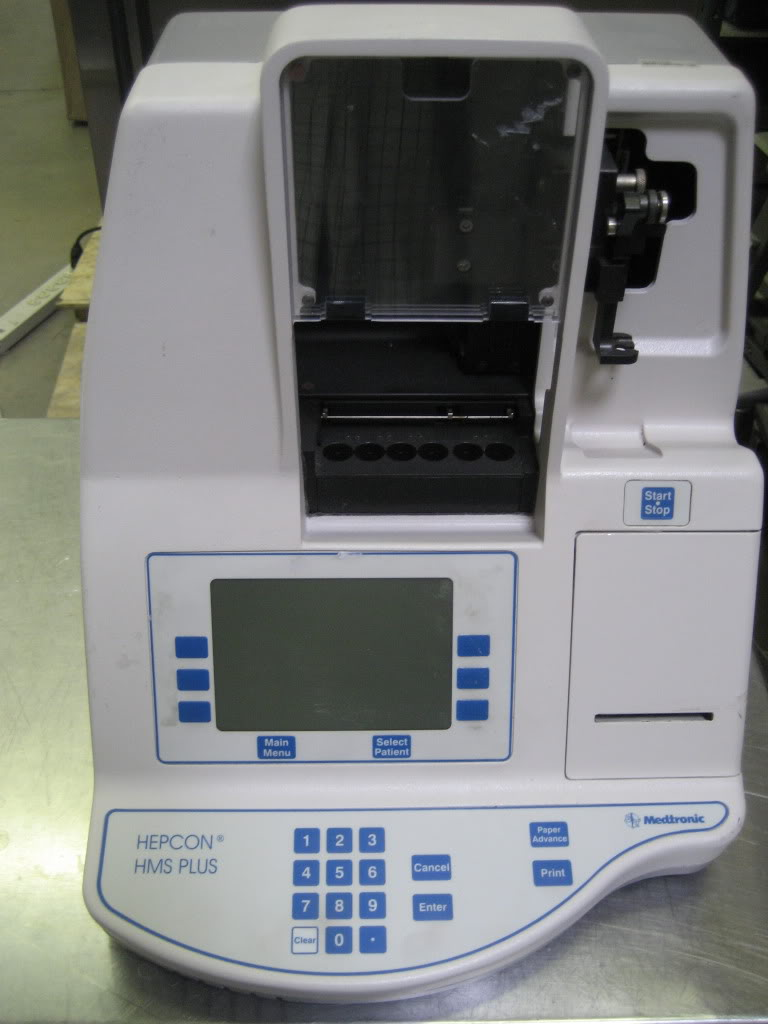 Start
Stop
Main
Menu
Select
Patient
HEPCON®
HMS PLUS
1 2 3
4 5 6
7 8 9
Clear 0 .
Cancel
Enter
Paper
Advance
Print
Medtronic